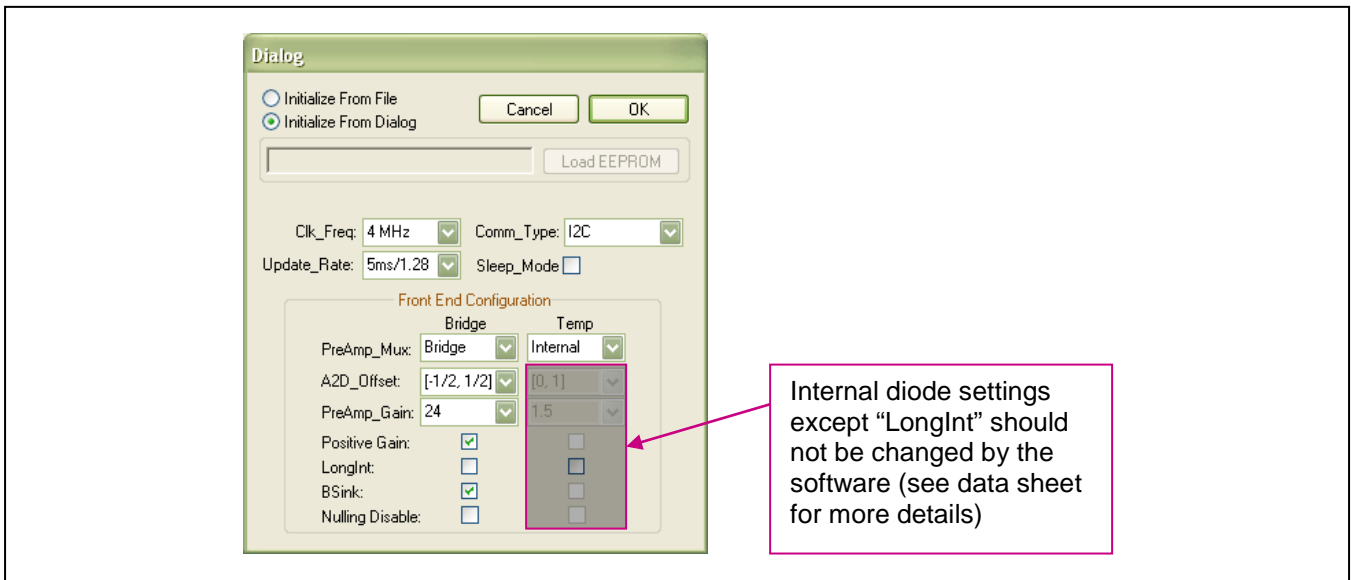 Dialog
Initialize From File
Initialize From Dialog
Cancel
OK
Load EEPROM
Clk_Freq: 4 MHz
Comm_Type: I2C
Update_Rate: 5ms/1.28
Sleep_Mode
Front End Configuration
Bridge Temp
PreAmp_Mux: Bridge Internal
A2D_Offset: [-1/2, 1/2] [0, 1]
PreAmp_Gain: 24 1.5
Positive Gain:
LongInt:
BSink:
Nulling Disable:
Internal diode settings
except “LongInt” should
not be changed by the
software (see data sheet
for more details)